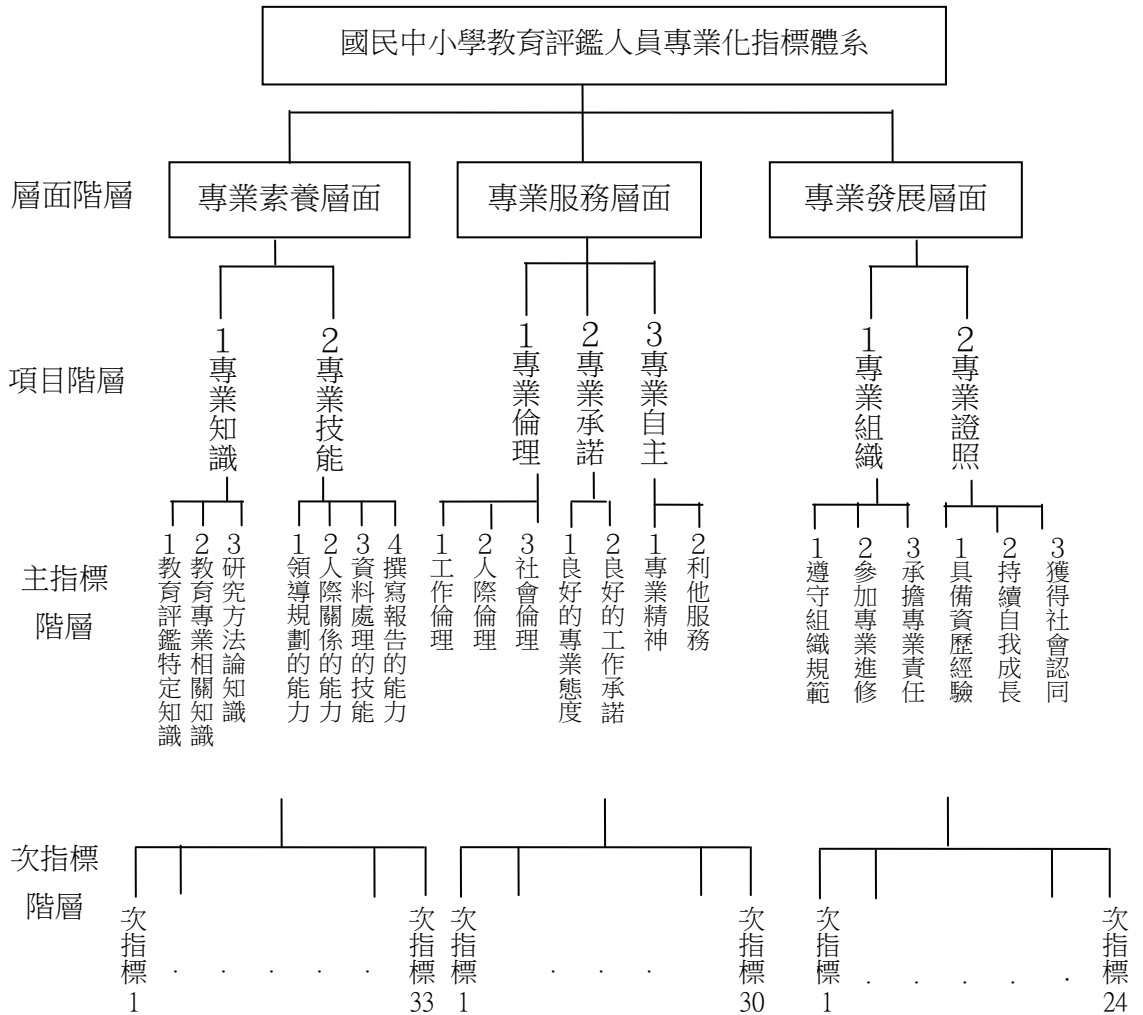 國民中小學教育評鑑人員專業化指標體系
層面階層
專業素養層面
專業服務層面
專業發展層面
項目階層
1專業知識
2專業技能
1專業倫理
2專業承諾
3專業自主
1專業組織
2專業證照
主指標
階層
1教育評鑑特定知識
2教育專業相關知識
3研究方法論知識
1領導規劃的能力
2人際關係的能力
3資料處理的技能
4撰寫報告的能力
1工作倫理
2人際倫理
3社會倫理
1良好的專業態度
2良好的工作承諾
1專業精神
2利他服務
1遵守組織規範
2參加專業進修
3承擔專業責任
1具備資歷經驗
2持續自我成長
3獲得社會認同
次指標
階層
次指標1
. . . . .
次指標33
次指標1
. . .
次指標30
次指標1
. . . . .
次指標24